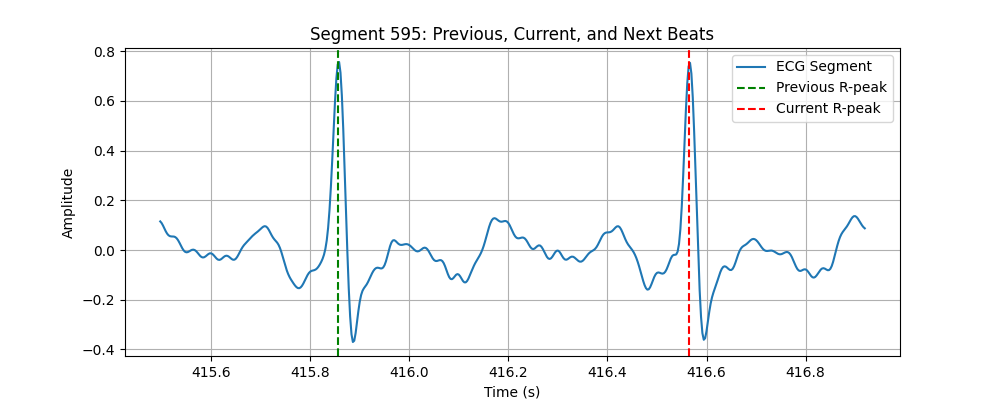 Segment 595: Previous, Current, and Next Beats
ECG Segment
Previous R-peak
Current R-peak
Amplitude
0.8
0.6
0.4
0.2
0.0
−0.2
−0.4
415.6 415.8 416.0 416.2 416.4 416.6 416.8
Time (s)